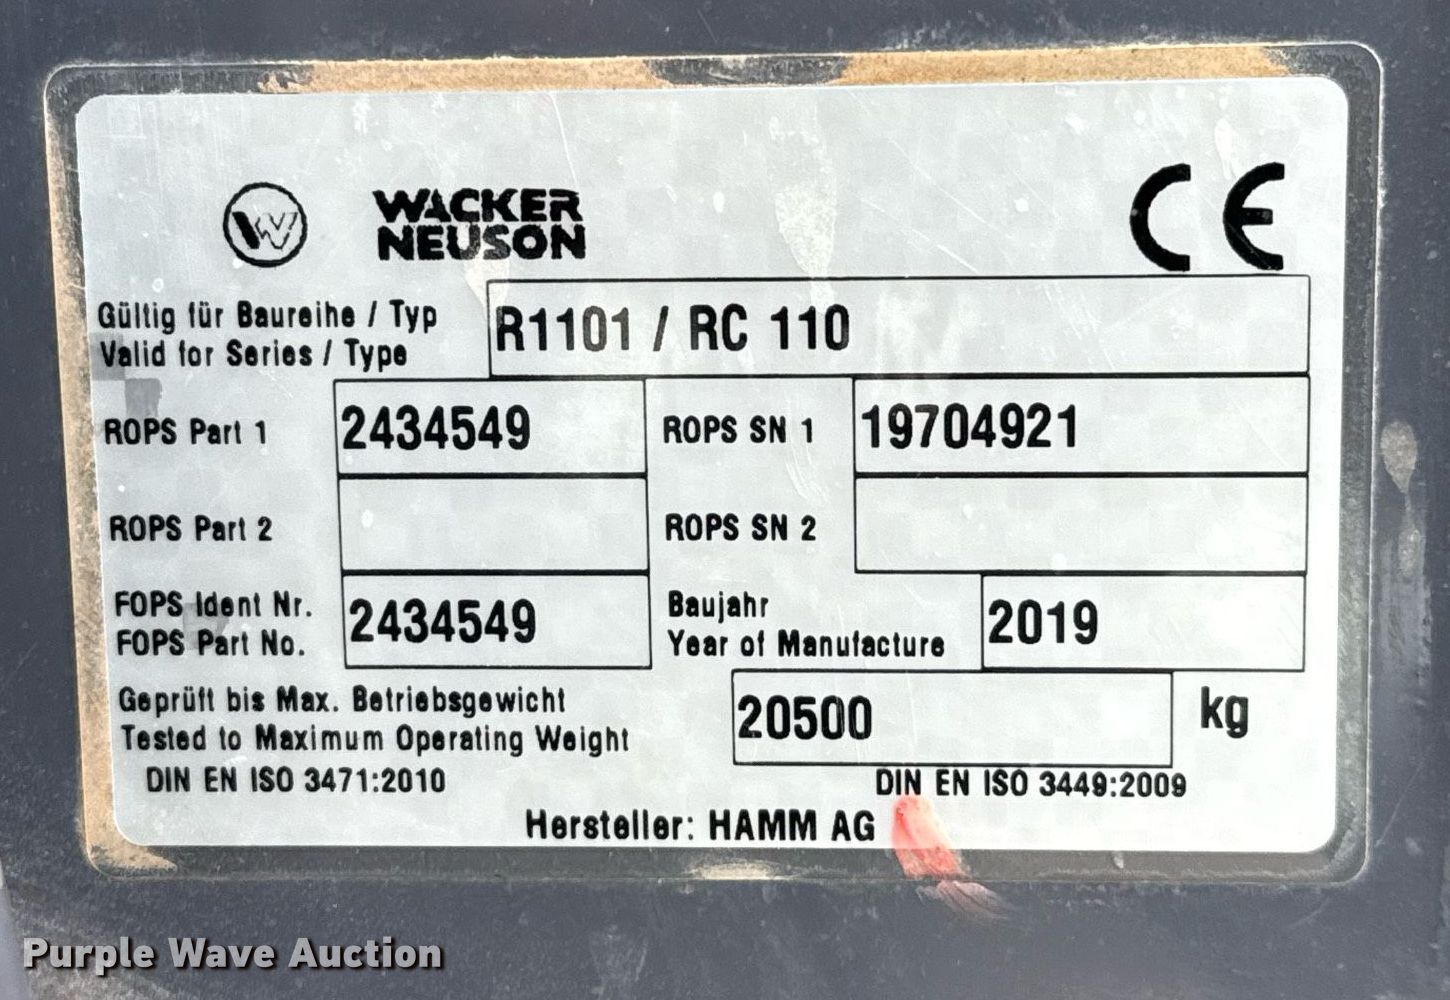 W
WACKER
NEUSON
CE
Gültig für Baureihe / Typ
Valid for Series / Type
R1101 / RC 110
ROPS Part 1
2434549
ROPS SN 1
19704921
ROPS Part 2
ROPS SN 2
FOPS Ident Nr.
FOPS Part No.
2434549
Baujahr
Year of Manufacture
2019
Geprüft bis Max. Betriebsgewicht
Tested to Maximum Operating Weight
20500
kg
DIN EN ISO 3471:2010
DIN EN ISO 3449:2009
Hersteller: HAMM AG
Purple Wave Auction